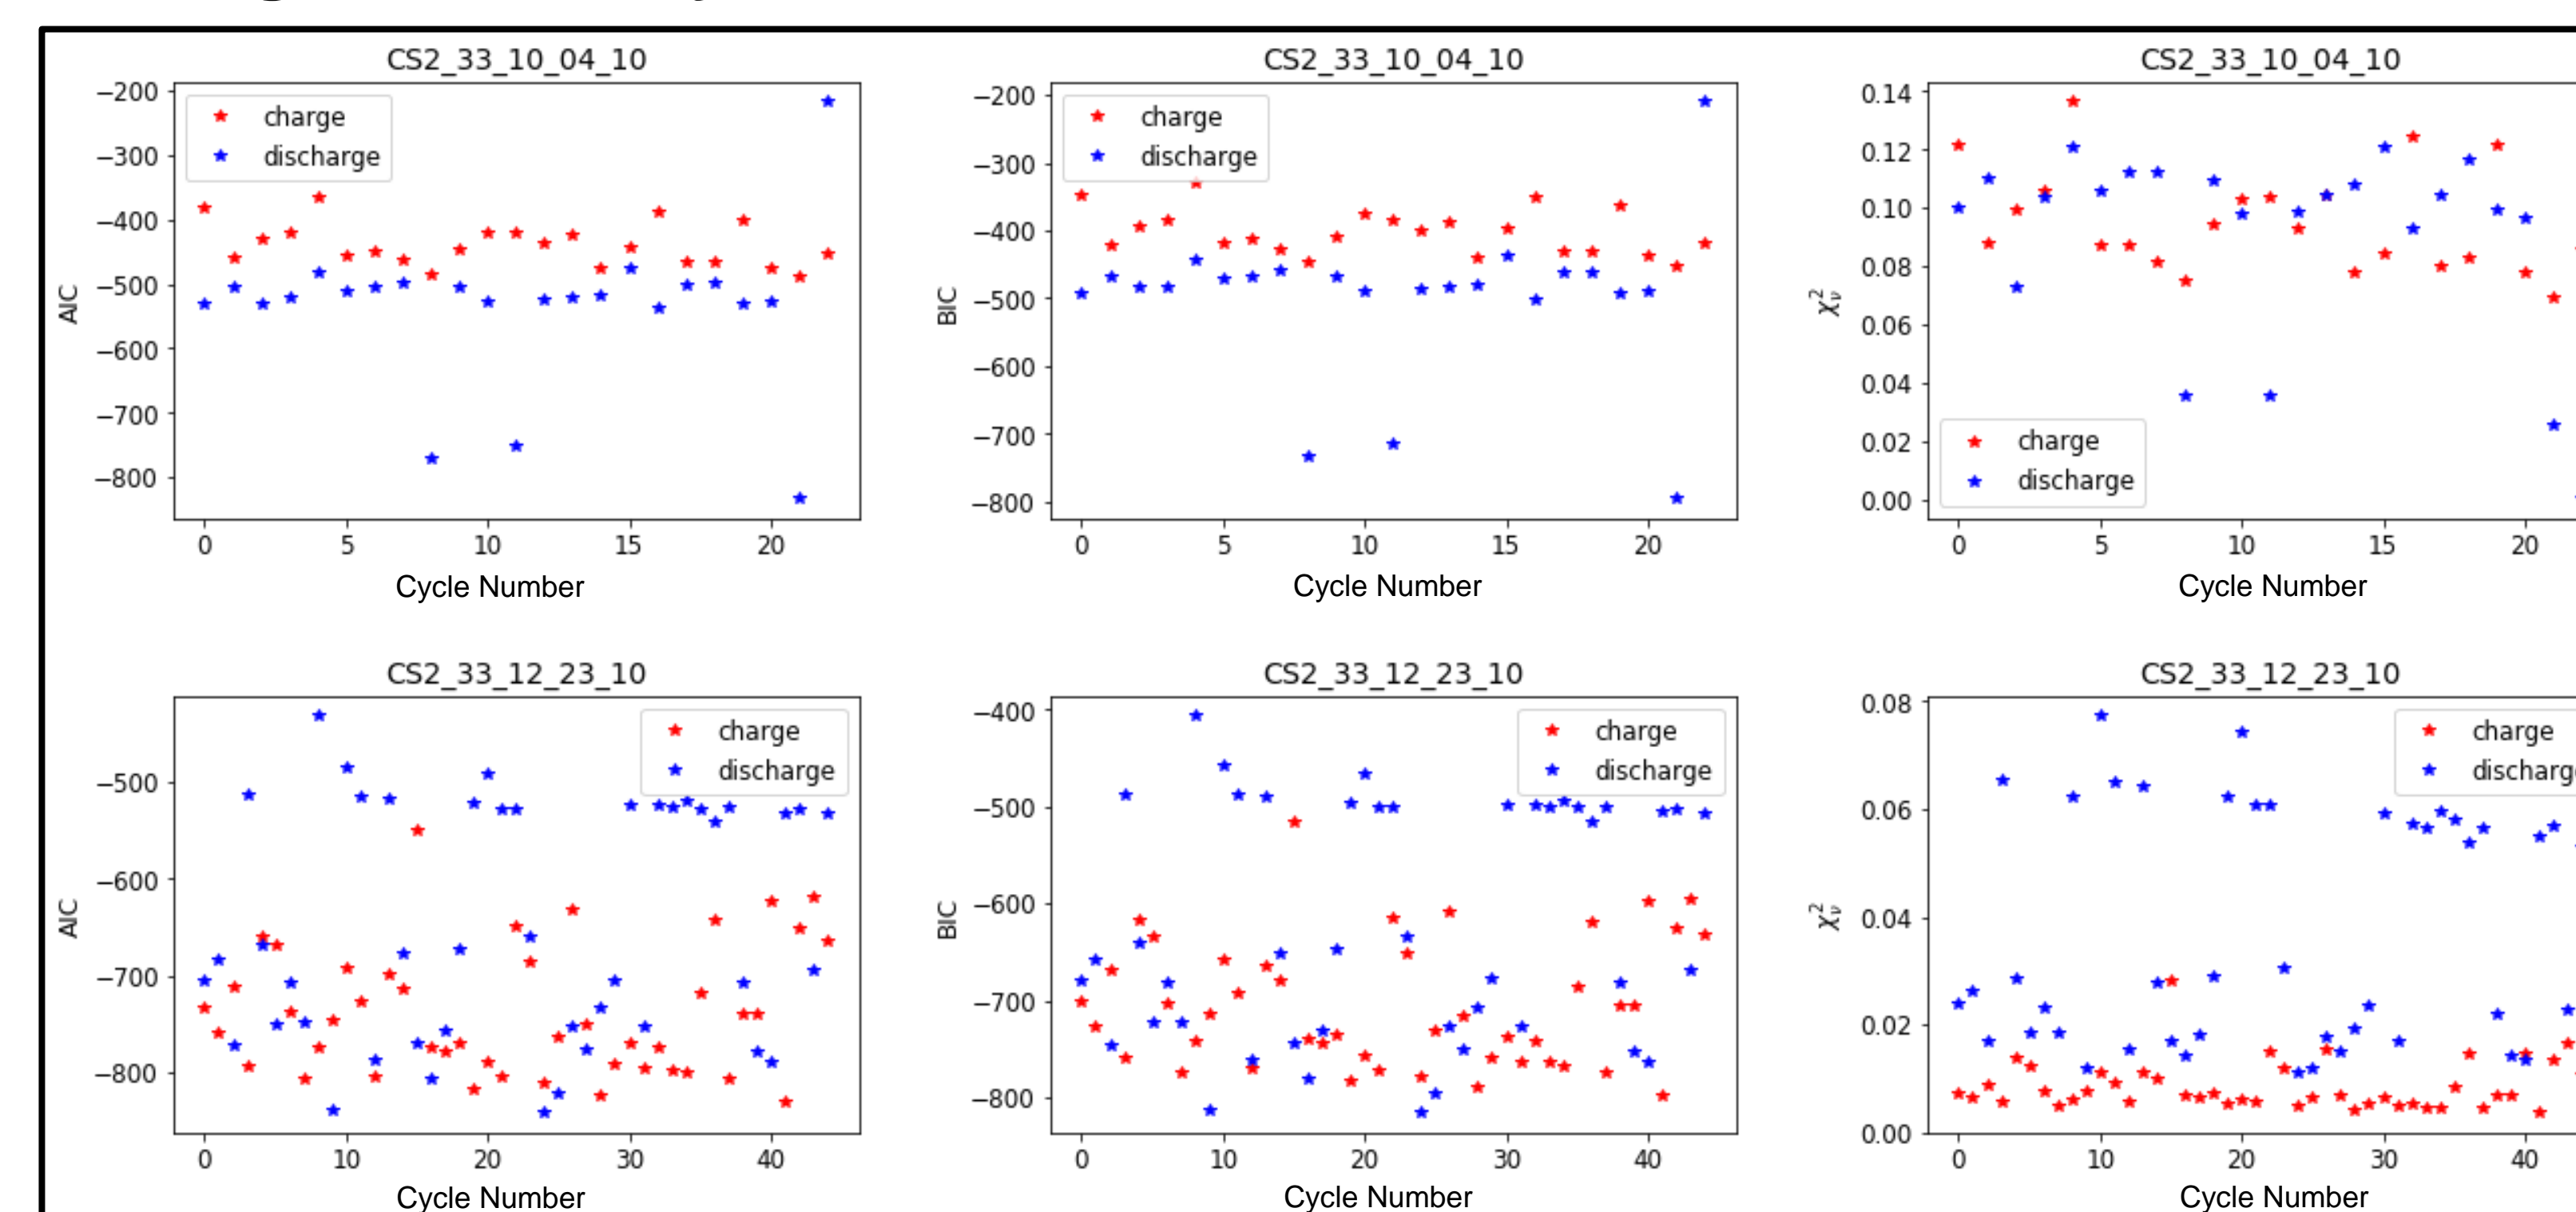 CS2_33_10_04_10
−200
−300
−400
−500
−600
−700
−800
AIC
charge
discharge
0 5 10 15 20
Cycle Number
CS2_33_10_04_10
−200
−300
−400
−500
−600
−700
−800
BIC
charge
discharge
0 5 10 15 20
Cycle Number
CS2_33_10_04_10
0.14
0.12
0.10
0.08
0.06
0.04
0.02
0.00
χ²ᵥ
charge
discharge
0 5 10 15 20
Cycle Number
CS2_33_12_23_10
−500
−600
−700
−800
AIC
charge
discharge
0 10 20 30 40
Cycle Number
CS2_33_12_23_10
−400
−500
−600
−700
−800
BIC
charge
discharge
0 10 20 30 40
Cycle Number
CS2_33_12_23_10
0.08
0.06
0.04
0.02
0.00
χ²ᵥ
charge
discharg
0 10 20 30 40
Cycle Number